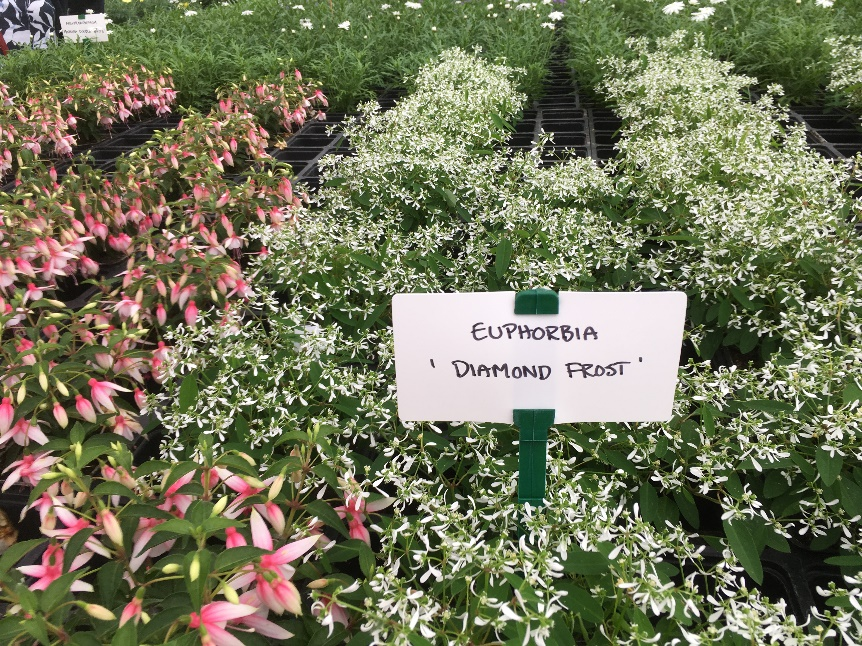 EUPHORBIA
' DIAMOND FROST '